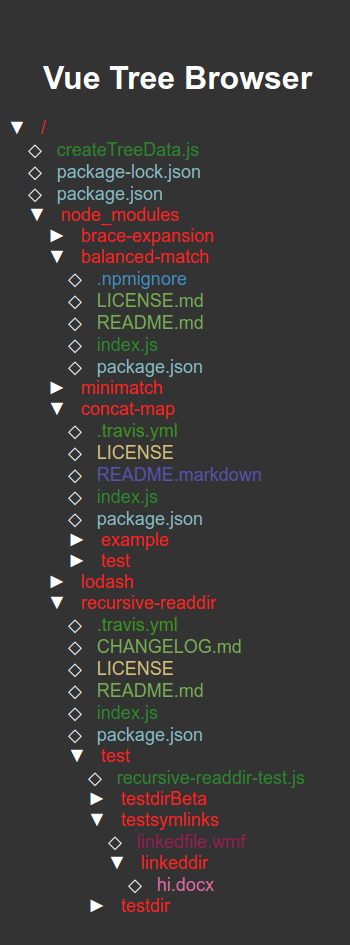 Vue Tree Browser
/
createTreeData.js
package-lock.json
package.json
node_modules
brace-expansion
balanced-match
.npmignore
LICENSE.md
README.md
index.js
package.json
minimatch
concat-map
.travis.yml
LICENSE
README.markdown
index.js
package.json
example
test
lodash
recursive-readdir
.travis.yml
CHANGELOG.md
LICENSE
README.md
index.js
package.json
test
recursive-readdir-test.js
testdirBeta
testsymlinks
linkedfile.wmf
linkeddir
hi.docx
testdir